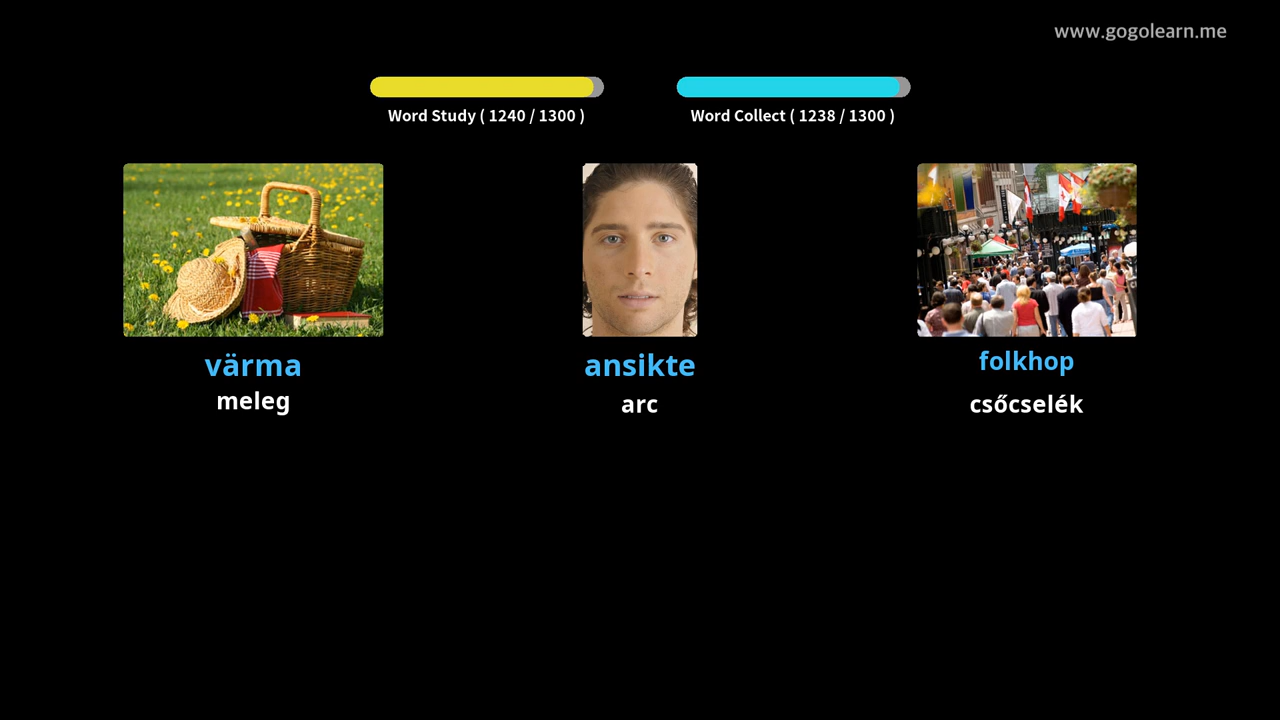 www.gogolearn.me
Word Study ( 1240 / 1300 )
Word Collect ( 1238 / 1300 )
värma
meleg
ansikte
arc
folkhop
csőcselék